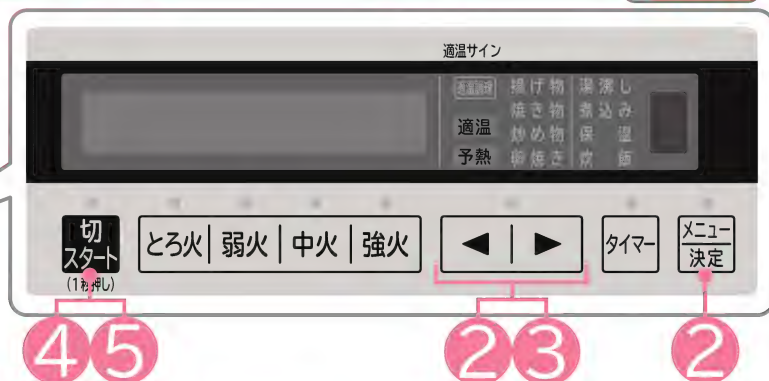 適温サイン
適温調理 揚げ物 湯沸し
焼き物 煮込み
適温 炒め物 保温
予熱 卵焼き 炊飯
切
スタート
(1秒押し)
とろ火 弱火 中火 強火
◀ ▶
タイマー
メニュー
決定
4 5 2 3 2